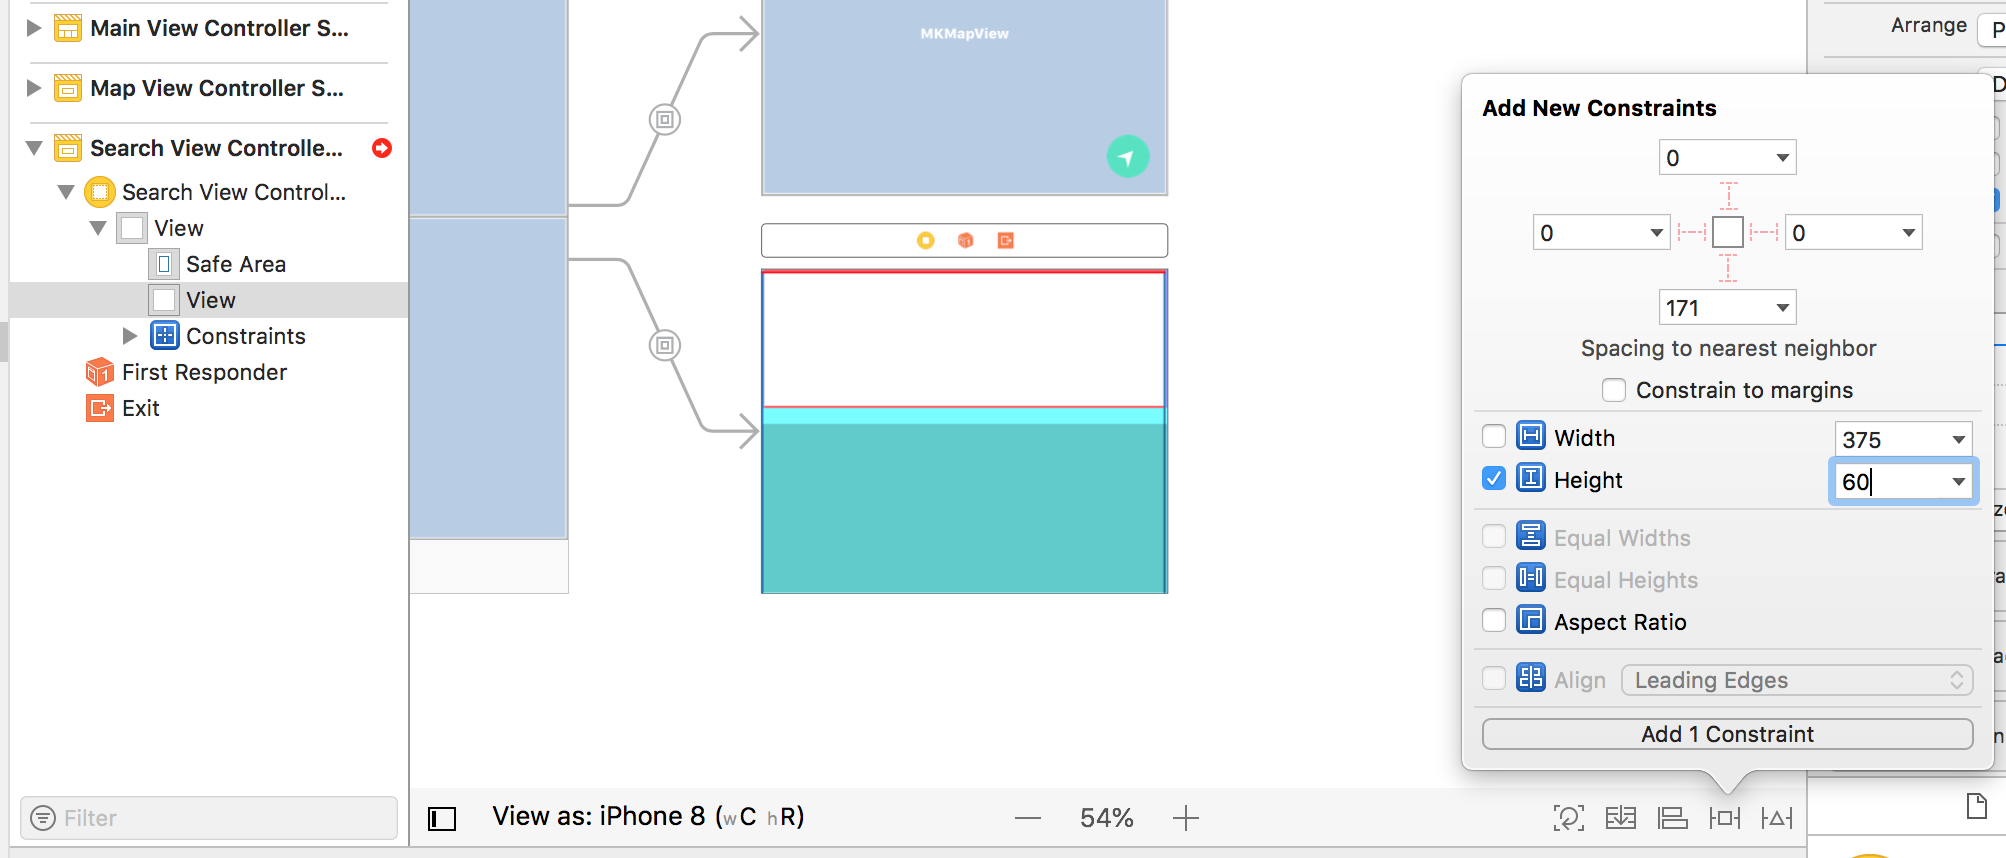 Main View Controller S...
Map View Controller S...
Search View Controlle...
Search View Control...
View
Safe Area
View
Constraints
First Responder
Exit
Filter
MKMapView
View as: iPhone 8 (wC hR)
54%
Arrange
P
D
Add New Constraints
0
0
0
171
Spacing to nearest neighbor
Constrain to margins
Width
375
Height
60
Equal Widths
Equal Heights
Aspect Ratio
Align
Leading Edges
Add 1 Constraint